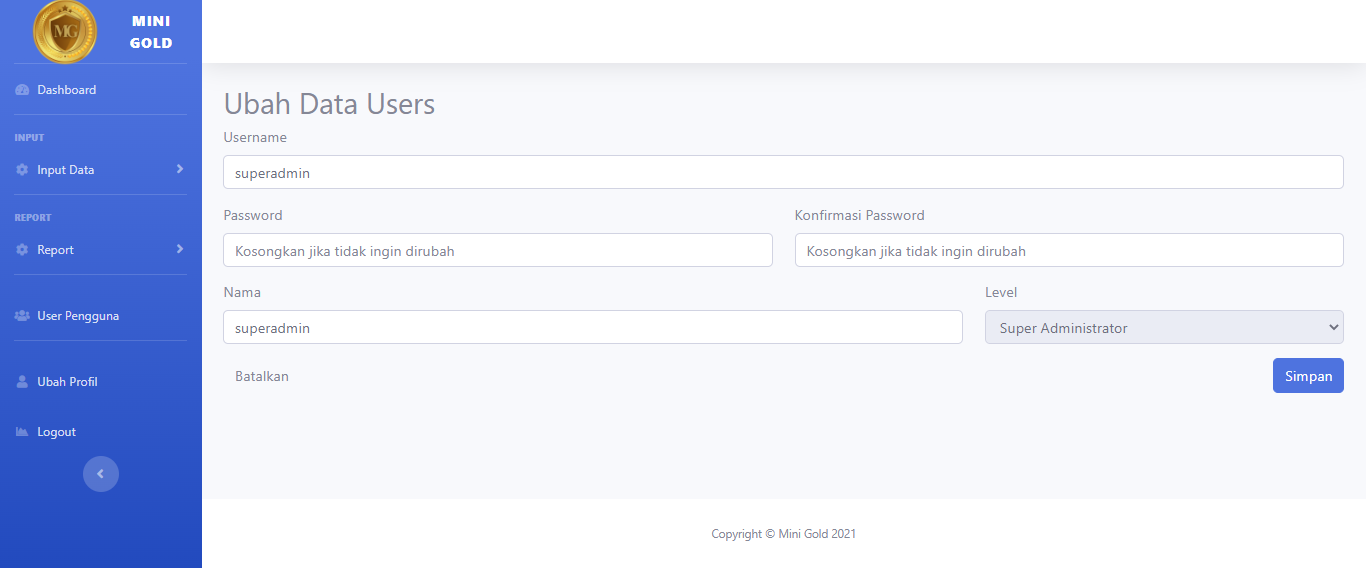 MG
MINI
GOLD
Dashboard
INPUT
Input Data
REPORT
Report
User Pengguna
Ubah Profil
Logout
Ubah Data Users
Username
superadmin
Password
Konfirmasi Password
Kosongkan jika tidak ingin dirubah
Kosongkan jika tidak ingin dirubah
Nama
Level
superadmin
Super Administrator
Batalkan
Simpan
Copyright © Mini Gold 2021